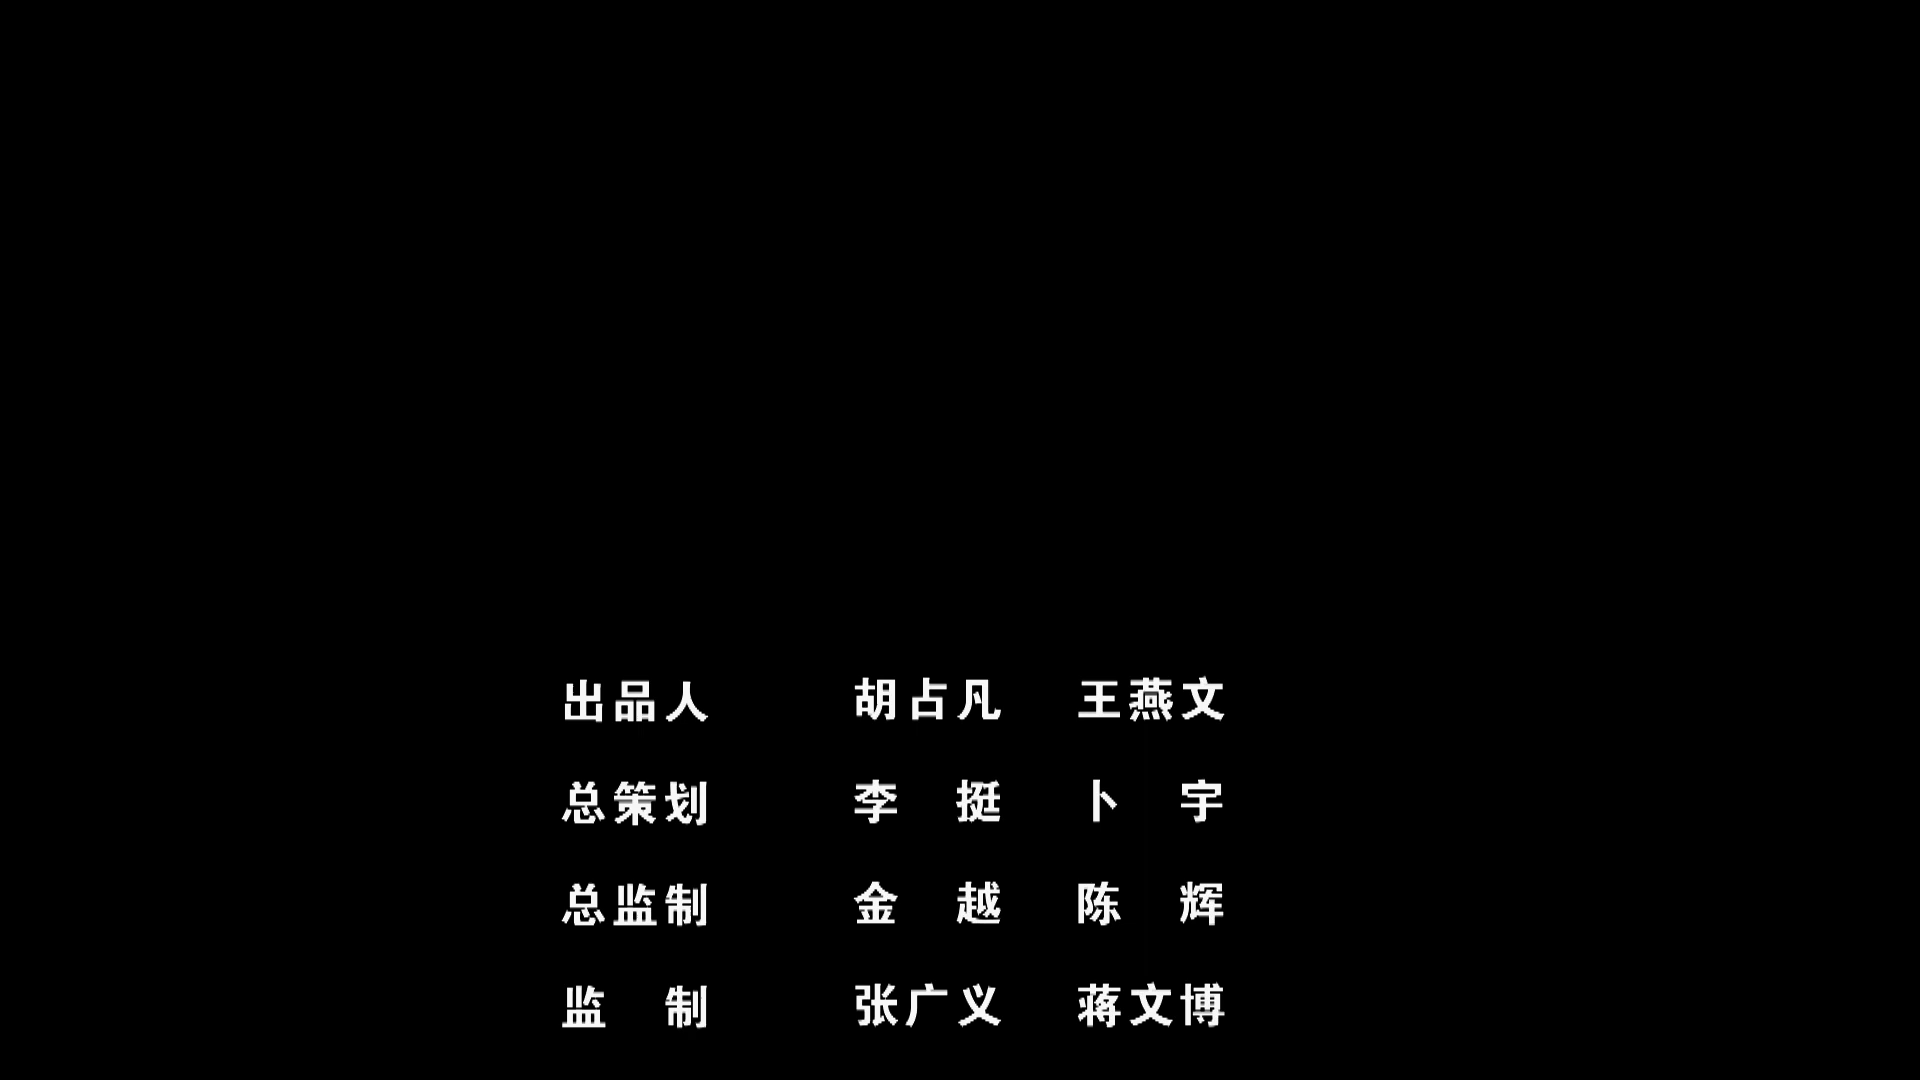 出品人 胡占凡 王燕文
总策划 李 挺 卜 宇
总监制 金 越 陈 辉
监 制 张广义 蒋文博